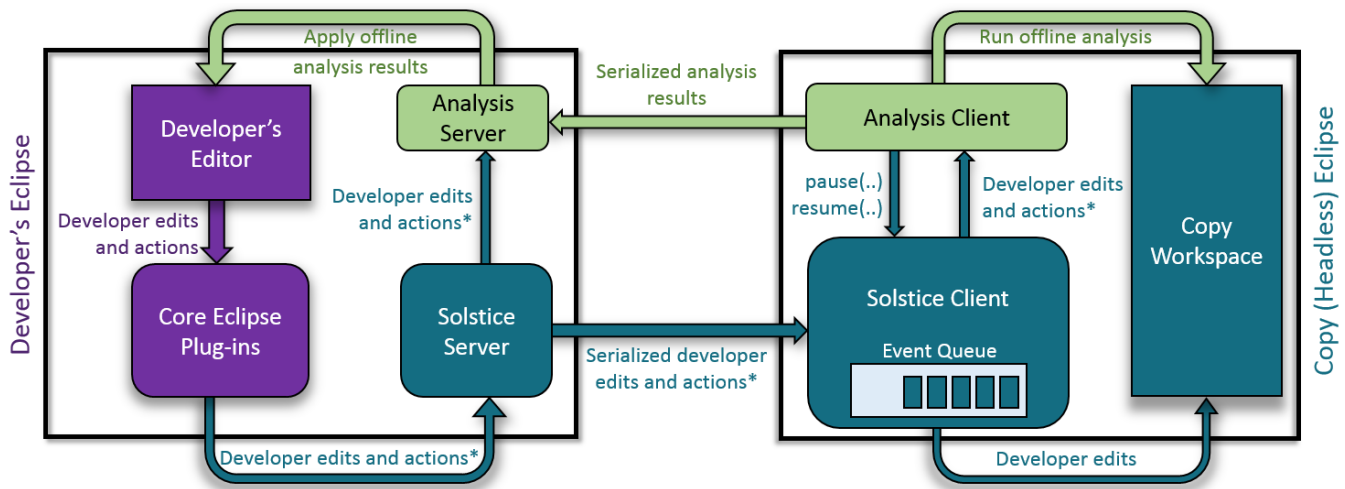 Developer's Eclipse
Apply offline
analysis results
Developer's
Editor
Analysis
Server
Developer edits
and actions
Developer edits
and actions*
Core Eclipse
Plug-ins
Solstice
Server
Developer edits and actions*
Serialized analysis
results
Serialized developer
edits and actions*
Run offline analysis
Analysis Client
pause(..)
resume(..)
Developer edits
and actions*
Solstice Client
Event Queue
Copy
Workspace
Developer edits
Copy (Headless) Eclipse